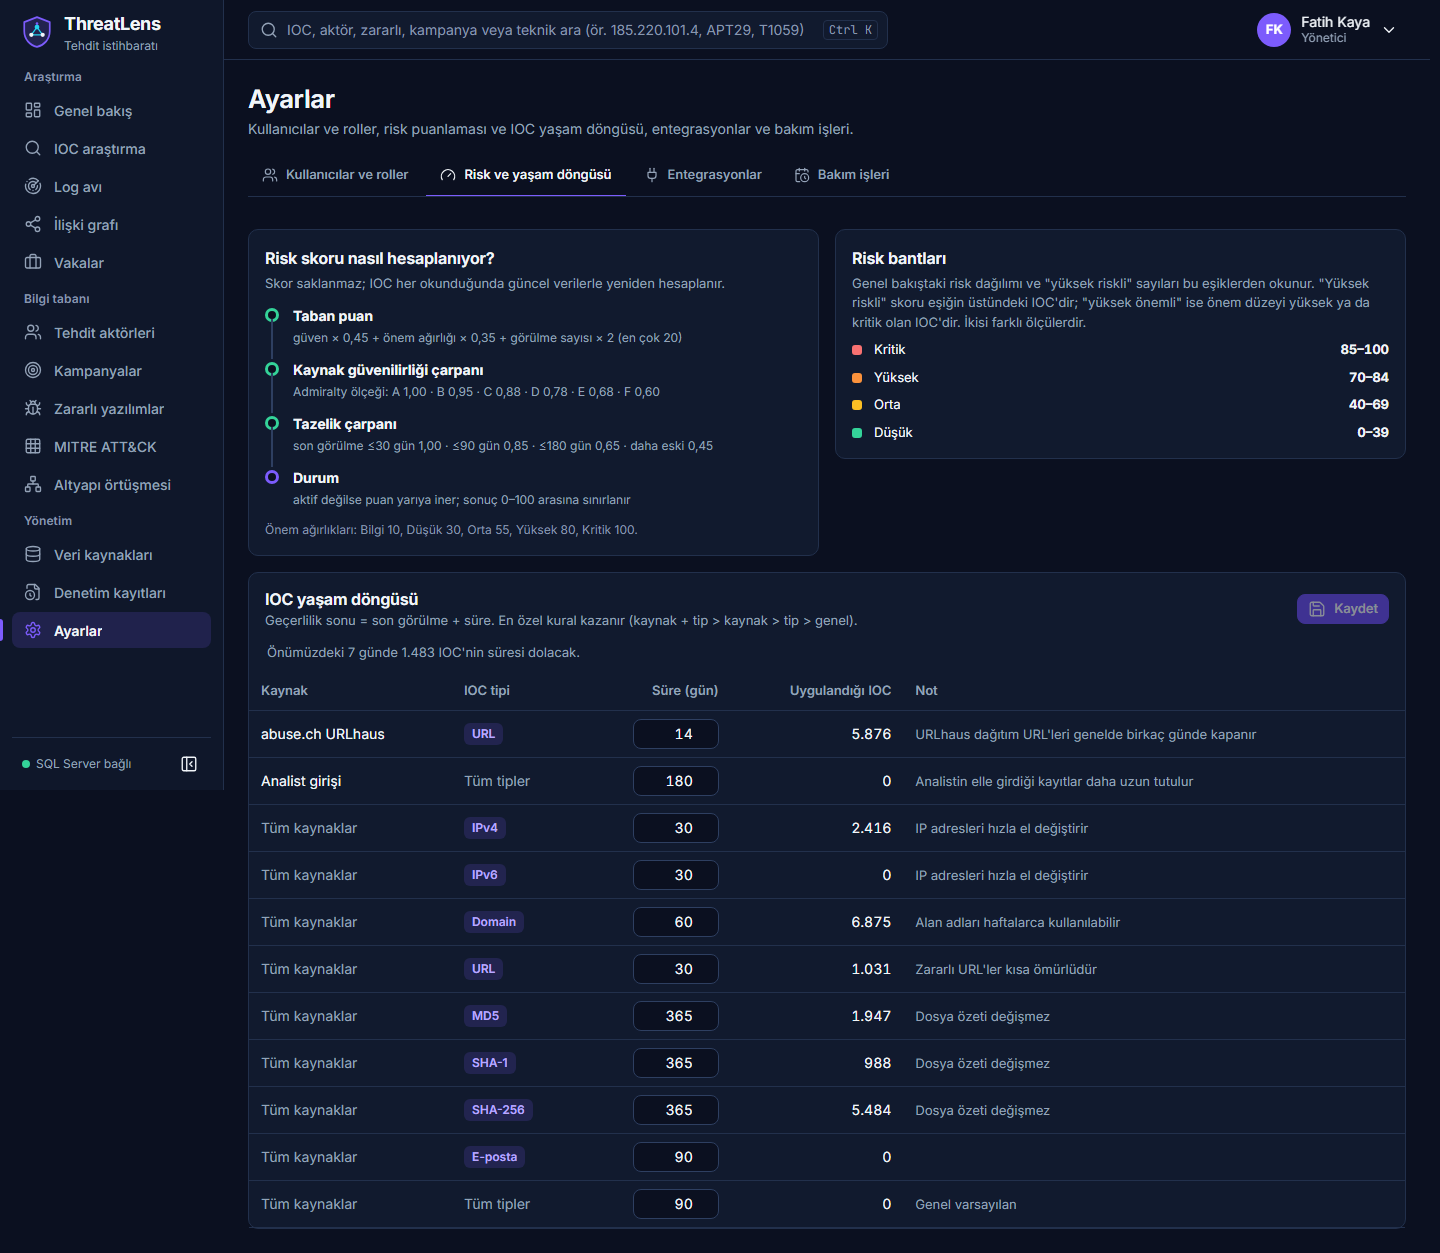 ThreatLens
Tehdit istihbaratı
IOC, aktör, zararlı, kampanya veya teknik ara (ör. 185.220.101.4, APT29, T1059)
Ctrl K
FK
Fatih Kaya
Yönetici
Araştırma
Genel bakış
IOC araştırma
Log avı
İlişki grafı
Vakalar
Bilgi tabanı
Tehdit aktörleri
Kampanyalar
Zararlı yazılımlar
MITRE ATT&CK
Altyapı örtüşmesi
Yönetim
Veri kaynakları
Denetim kayıtları
Ayarlar
SQL Server bağlı
Ayarlar
Kullanıcılar ve roller, risk puanlaması ve IOC yaşam döngüsü, entegrasyonlar ve bakım işleri.
Kullanıcılar ve roller
Risk ve yaşam döngüsü
Entegrasyonlar
Bakım işleri
Risk skoru nasıl hesaplanıyor?
Skor saklanmaz; IOC her okunduğunda güncel verilerle yeniden hesaplanır.
Taban puan
güven × 0,45 + önem ağırlığı × 0,35 + görülme sayısı × 2 (en çok 20)
Kaynak güvenilirliği çarpanı
Admiralty ölçeği: A 1,00 · B 0,95 · C 0,88 · D 0,78 · E 0,68 · F 0,60
Tazelik çarpanı
son görülme ≤30 gün 1,00 · ≤90 gün 0,85 · ≤180 gün 0,65 · daha eski 0,45
Durum
aktif değilse puan yarıya iner; sonuç 0–100 arasına sınırlanır
Önem ağırlıkları: Bilgi 10, Düşük 30, Orta 55, Yüksek 80, Kritik 100.
Risk bantları
Genel bakıştaki risk dağılımı ve "yüksek riskli" sayıları bu eşiklerden okunur. "Yüksek
riskli" skoru eşiğin üstündeki IOC'dir; "yüksek önemli" ise önem düzeyi yüksek ya da
kritik olan IOC'dir. İkisi farklı ölçülerdir.
Kritik 85–100
Yüksek 70–84
Orta 40–69
Düşük 0–39
IOC yaşam döngüsü
Geçerlilik sonu = son görülme + süre. En özel kural kazanır (kaynak + tip > kaynak > tip > genel).
Kaydet
Önümüzdeki 7 günde 1.483 IOC'nin süresi dolacak.
Kaynak IOC tipi Süre (gün) Uygulandığı IOC Not
abuse.ch URLhaus URL 14 5.876 URLhaus dağıtım URL'leri genelde birkaç günde kapanır
Analist girişi Tüm tipler 180 0 Analistin elle girdiği kayıtlar daha uzun tutulur
Tüm kaynaklar IPv4 30 2.416 IP adresleri hızla el değiştirir
Tüm kaynaklar IPv6 30 0 IP adresleri hızla el değiştirir
Tüm kaynaklar Domain 60 6.875 Alan adları haftalarca kullanılabilir
Tüm kaynaklar URL 30 1.031 Zararlı URL'ler kısa ömürlüdür
Tüm kaynaklar MD5 365 1.947 Dosya özeti değişmez
Tüm kaynaklar SHA-1 365 988 Dosya özeti değişmez
Tüm kaynaklar SHA-256 365 5.484 Dosya özeti değişmez
Tüm kaynaklar E-posta 90 0
Tüm kaynaklar Tüm tipler 90 0 Genel varsayılan